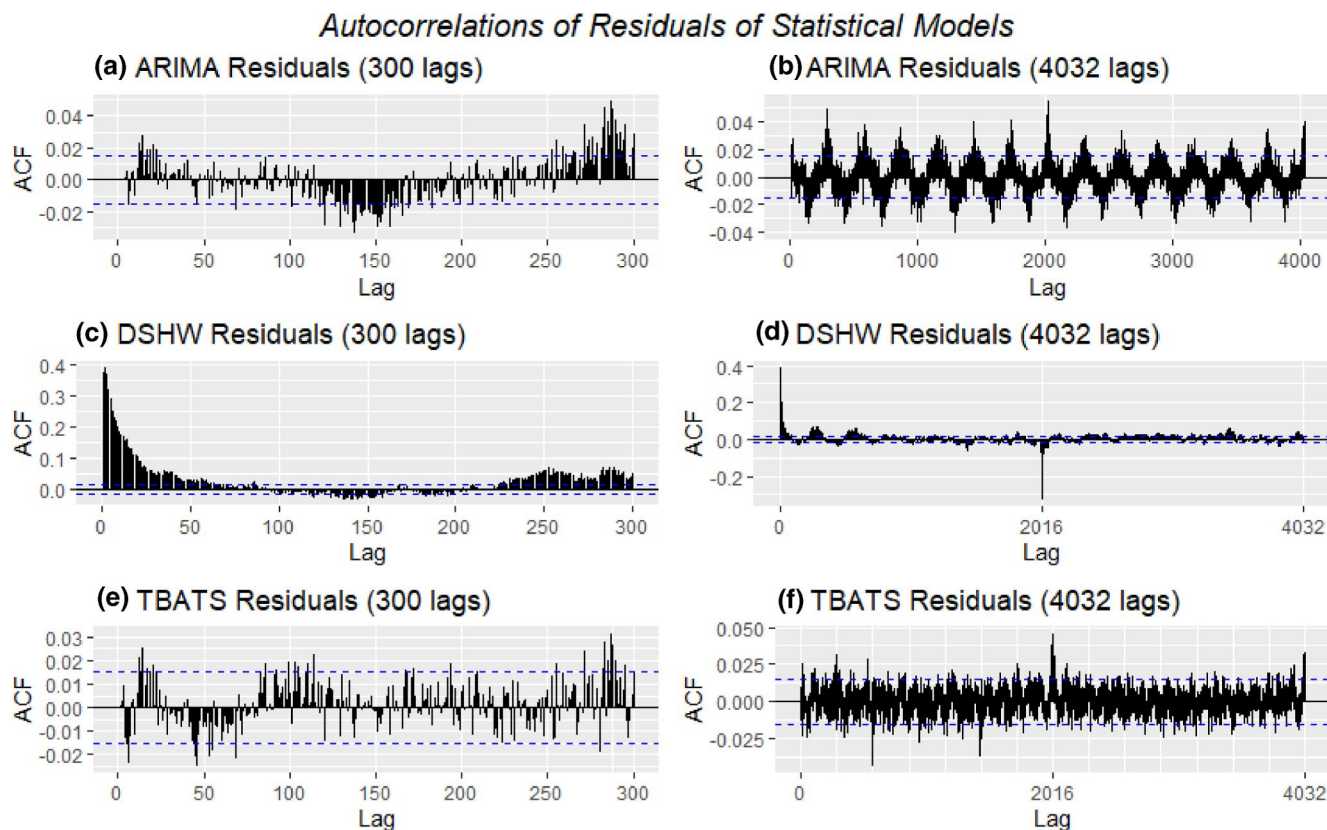 Autocorrelations of Residuals of Statistical Models
(a) ARIMA Residuals (300 lags)
0.04
0.02
0.00
-0.02
ACF
0 50 100 150 200 250 300
Lag
(b) ARIMA Residuals (4032 lags)
0.04
0.02
0.00
-0.02
-0.04
ACF
0 1000 2000 3000 4000
Lag
(c) DSHW Residuals (300 lags)
0.4
0.3
0.2
0.1
0.0
ACF
0 50 100 150 200 250 300
Lag
(d) DSHW Residuals (4032 lags)
0.4
0.2
0.0
-0.2
ACF
0 2016 4032
Lag
(e) TBATS Residuals (300 lags)
0.03
0.02
0.01
0.00
-0.01
-0.02
ACF
0 50 100 150 200 250 300
Lag
(f) TBATS Residuals (4032 lags)
0.050
0.025
0.000
-0.025
ACF
0 2016 4032
Lag